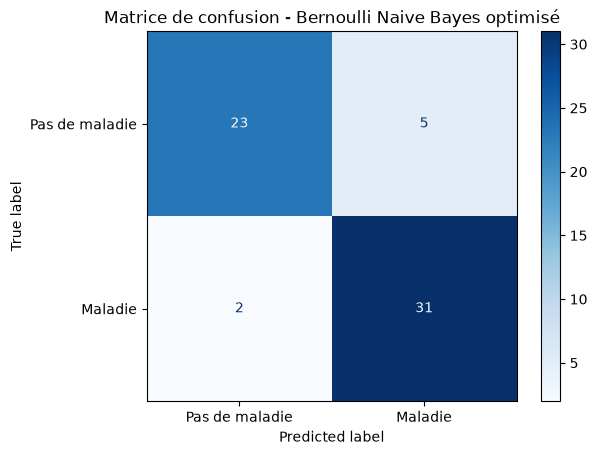 Matrice de confusion - Bernoulli Naive Bayes optimisé
True label
Pas de maladie
23
5
Maladie
2
31
Pas de maladie
Maladie
Predicted label
30
25
20
15
10
5